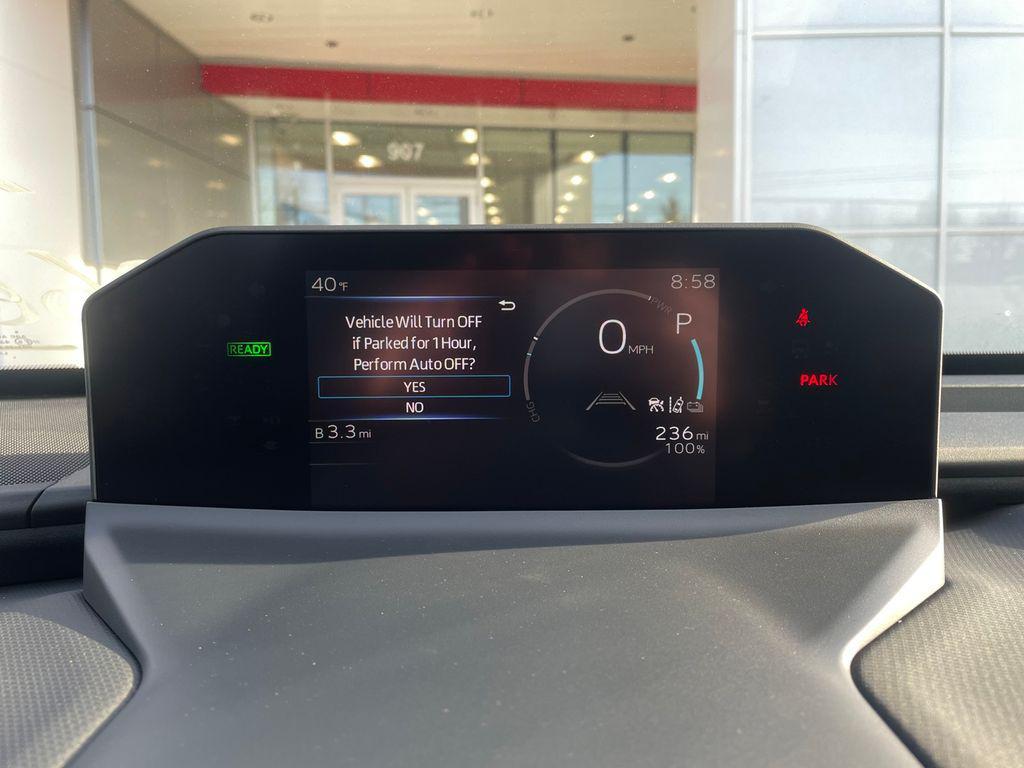 907
40°F
8:58
Vehicle Will Turn OFF
if Parked for 1 Hour,
Perform Auto OFF?
YES
NO
B 3.3 mi
READY
PWR
P
0 MPH
CHG
236 mi
100%
PARK